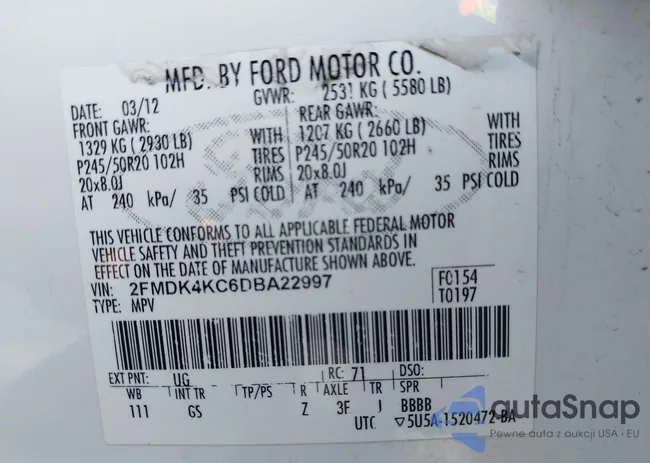 MFD. BY FORD MOTOR CO.
DATE: 03/12 GVWR: 2531 KG ( 5580 LB)
FRONT GAWR: REAR GAWR:
1329 KG ( 2930 LB) WITH 1207 KG ( 2660 LB) WITH
P245/50R20 102H TIRES P245/50R20 102H TIRES
20x8.0J RIMS 20x8.0J RIMS
AT 240 kPa/ 35 PSI COLD AT 240 kPa/ 35 PSI COLD
THIS VEHICLE CONFORMS TO ALL APPLICABLE FEDERAL MOTOR
VEHICLE SAFETY AND THEFT PREVENTION STANDARDS IN
EFFECT ON THE DATE OF MANUFACTURE SHOWN ABOVE.
VIN: 2FMDK4KC6DBA22997 FC154
TYPE: MPV T0197
EXT PNT: UG RC: 71 DSO:
WB INT TR TP/PS R AXLE TR SPR
111 GS Z 3F J BBBB
UTC ▽5U5A-1520472-BA
autoSnap
Pewne auta z aukcji USA i EU